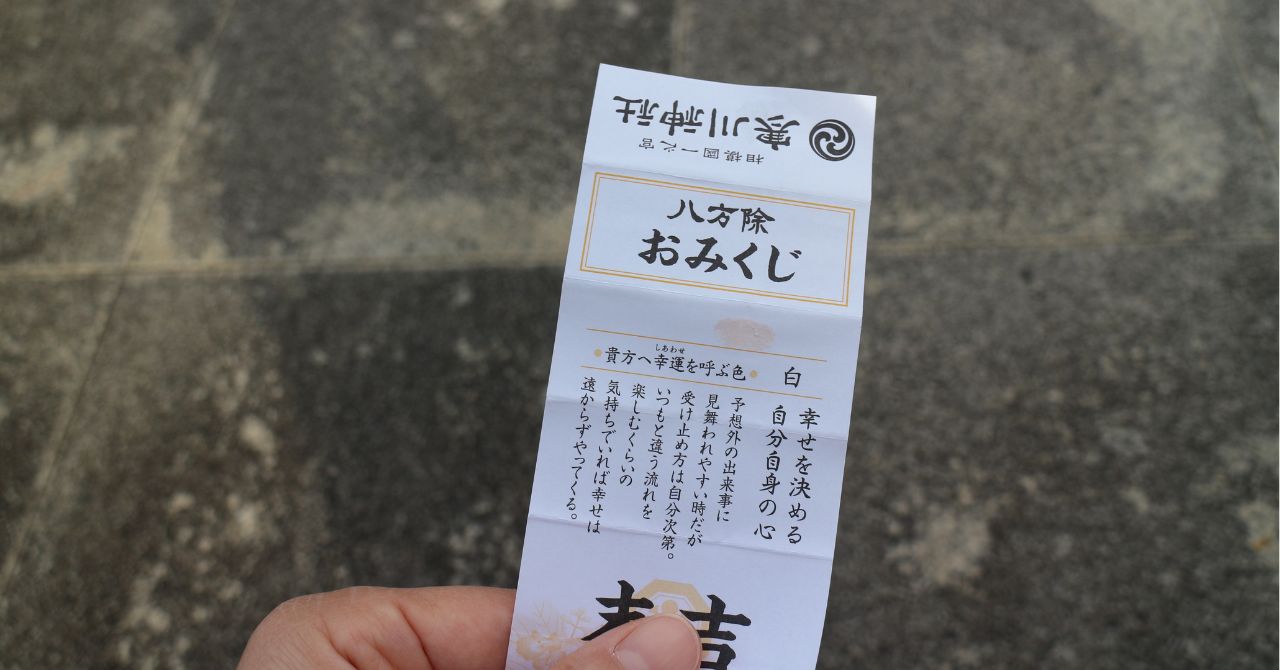 寒川神社
相模國一之宮
八方除
おみくじ
しあわせ
貴方へ幸運を呼ぶ色
白
幸せを決める
自分自身の心
予想外の出来事に
見舞われやすい時だが
受け止め方は自分次第。
いつもと違う流れを
楽しむくらいの
気持ちでいれば幸せは
遠からずやってくる。
吉